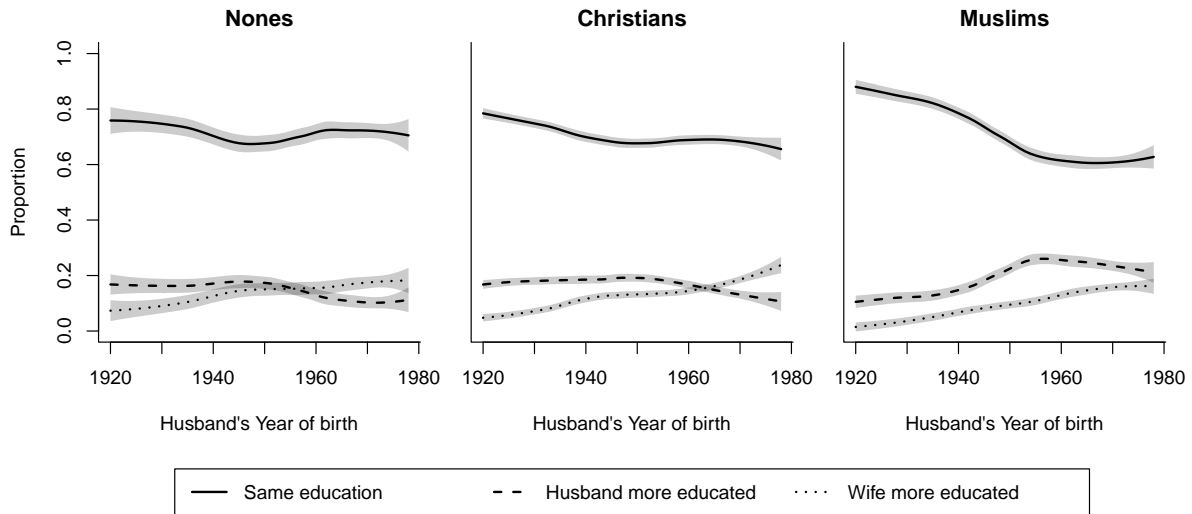 Nones Christians Muslims
Proportion
1.0
0.8
0.6
0.4
0.2
0.0
1920 1940 1960 1980 1920 1940 1960 1980 1920 1940 1960 1980
Husband's Year of birth Husband's Year of birth Husband's Year of birth
Same education Husband more educated Wife more educated